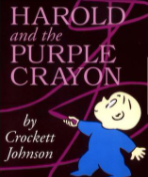 HAROLD
and the
PURPLE
CRAYON
by
Crockett
Johnson